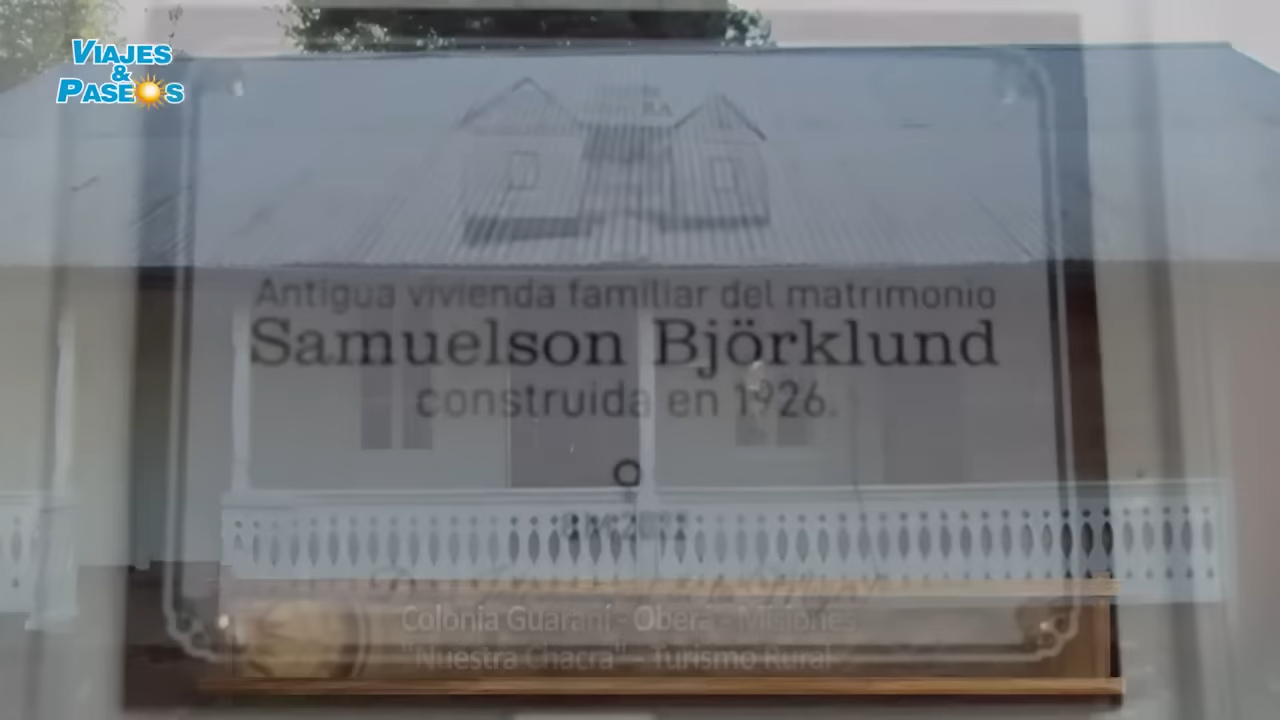 VIAJES
&
PASEOS
Antigua vivienda familiar del matrimonio
Samuelson Björklund
construida en 1926.
Colonia Guaraní - Oberá - Misiones
"Nuestra Chacra" - Turismo Rural